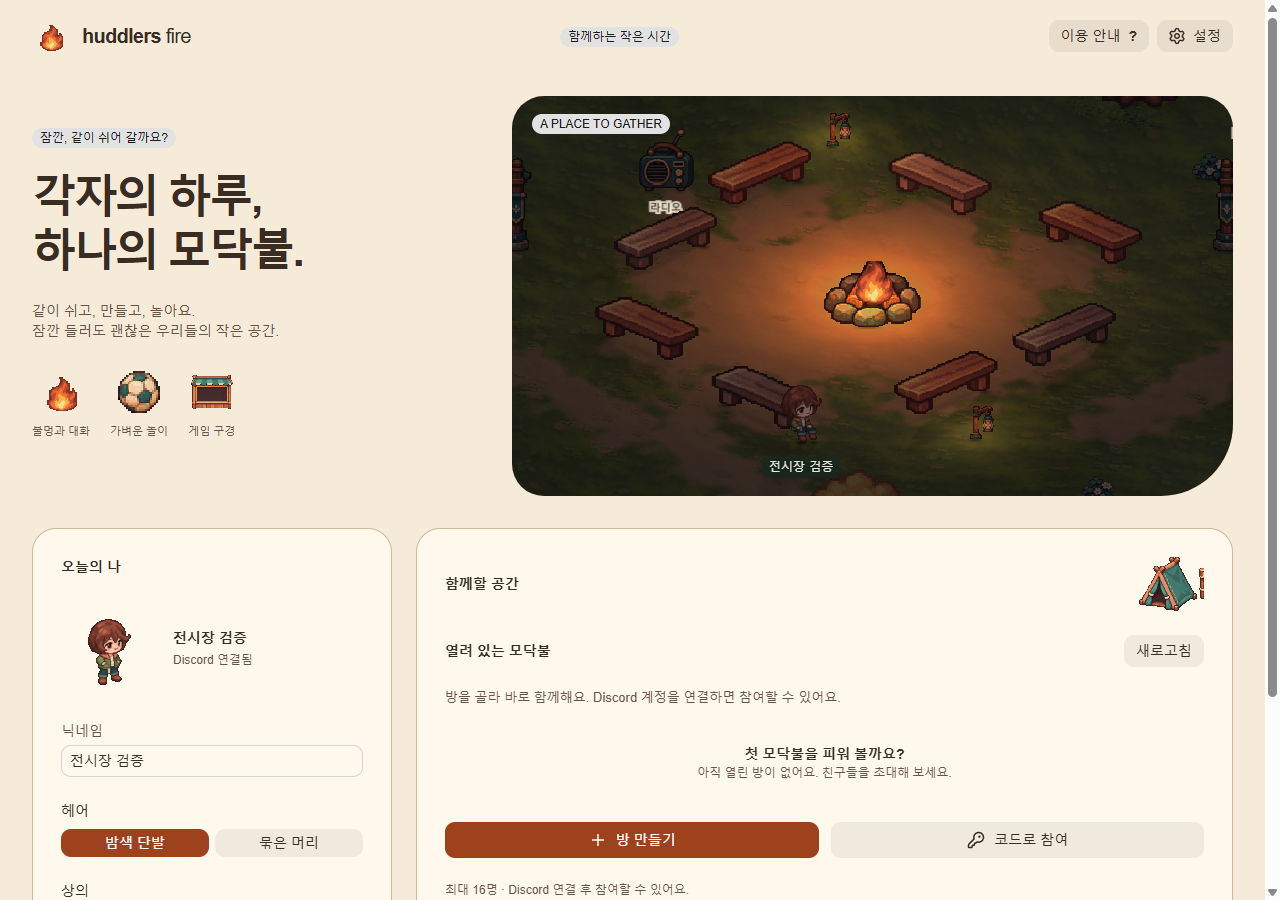 huddlers fire
함께하는 작은 시간
이용 안내 ?
설정
잠깐, 같이 쉬어 갈까요?
각자의 하루,
하나의 모닥불.
같이 쉬고, 만들고, 놀아요.
잠깐 들러도 괜찮은 우리들의 작은 공간.
불멍과 대화
가벼운 놀이
게임 구경
A PLACE TO GATHER
라디오
전시장 검증
오늘의 나
전시장 검증
Discord 연결됨
닉네임
전시장 검증
헤어
밤색 단발
묶은 머리
상의
함께할 공간
열려 있는 모닥불
새로고침
방을 골라 바로 함께해요. Discord 계정을 연결하면 참여할 수 있어요.
첫 모닥불을 피워 볼까요?
아직 열린 방이 없어요. 친구들을 초대해 보세요.
방 만들기
코드로 참여
최대 16명 · Discord 연결 후 참여할 수 있어요.